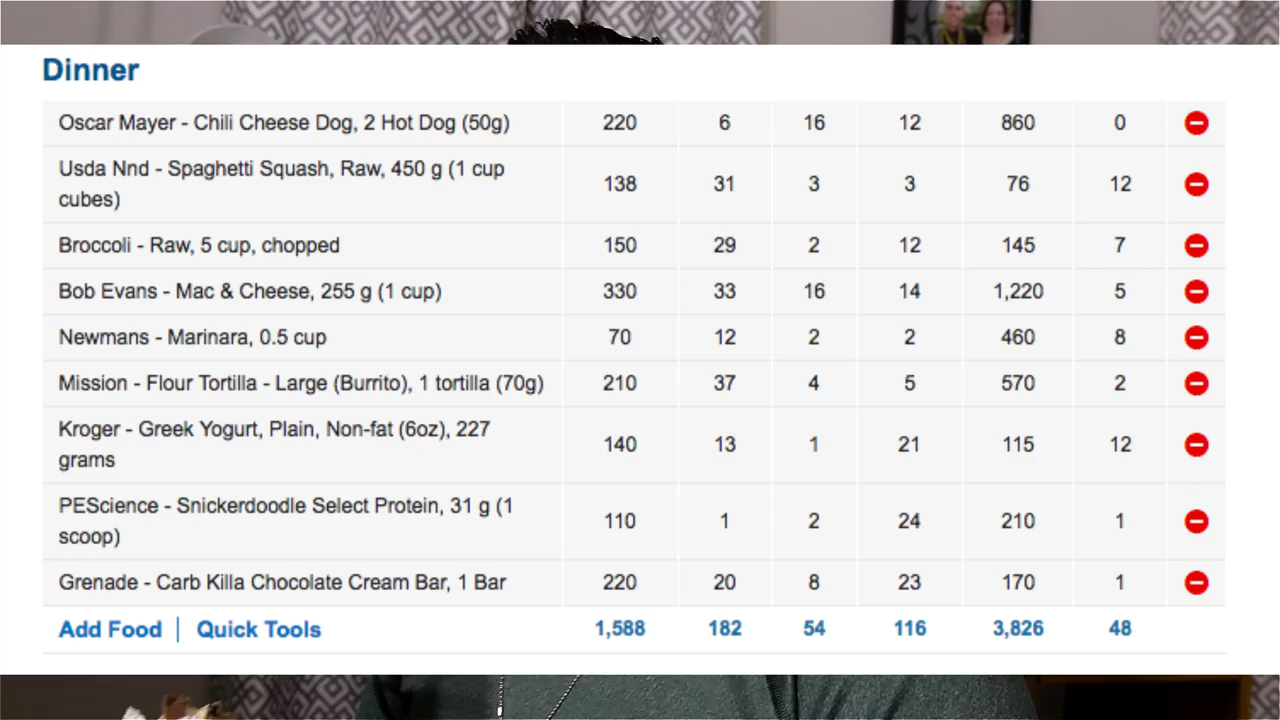 Dinner
Oscar Mayer - Chili Cheese Dog, 2 Hot Dog (50g) 220 6 16 12 860 0
Usda Nnd - Spaghetti Squash, Raw, 450 g (1 cup
cubes) 138 31 3 3 76 12
Broccoli - Raw, 5 cup, chopped 150 29 2 12 145 7
Bob Evans - Mac & Cheese, 255 g (1 cup) 330 33 16 14 1,220 5
Newmans - Marinara, 0.5 cup 70 12 2 2 460 8
Mission - Flour Tortilla - Large (Burrito), 1 tortilla (70g) 210 37 4 5 570 2
Kroger - Greek Yogurt, Plain, Non-fat (6oz), 227
grams 140 13 1 21 115 12
PEScience - Snickerdoodle Select Protein, 31 g (1
scoop) 110 1 2 24 210 1
Grenade - Carb Killa Chocolate Cream Bar, 1 Bar 220 20 8 23 170 1
Add Food | Quick Tools 1,588 182 54 116 3,826 48